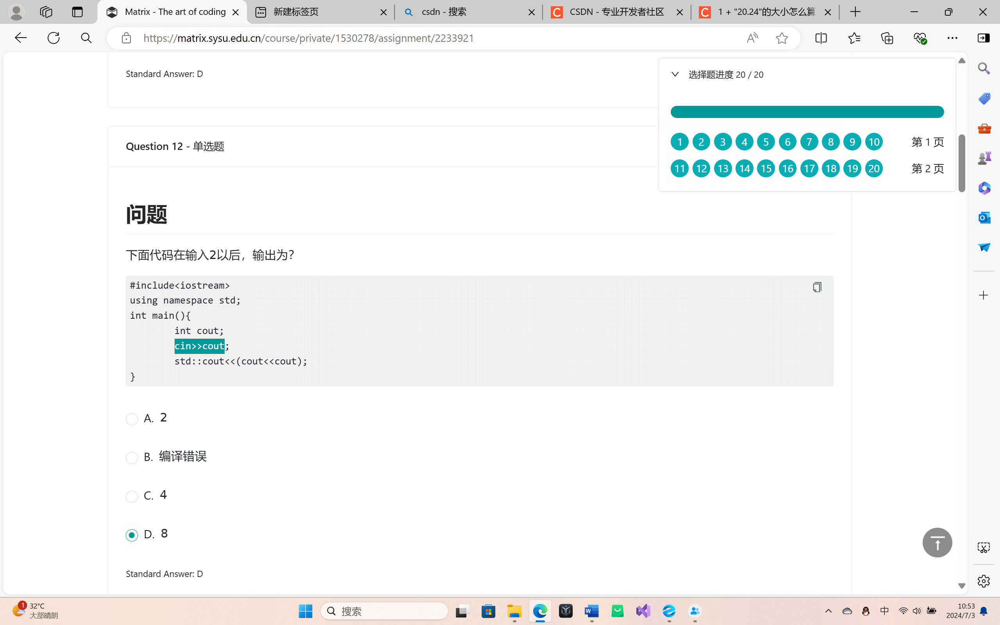 Matrix - The art of coding
新建标签页
csdn - 搜索
CSDN - 专业开发者社区
1 + "20.24"的大小怎么算
https://matrix.sysu.edu.cn/course/private/1530278/assignment/2233921
Standard Answer: D
选择题进度 20 / 20
1 2 3 4 5 6 7 8 9 10 第 1 页
11 12 13 14 15 16 17 18 19 20 第 2 页
Question 12 - 单选题
问题
下面代码在输入2以后，输出为？
#include<iostream>
using namespace std;
int main(){
int cout;
cin>>cout;
std::cout<<(cout<<cout);
}
A. 2
B. 编译错误
C. 4
D. 8
Standard Answer: D
1
32°C
大部晴朗
搜索
中
10:53
2024/7/3